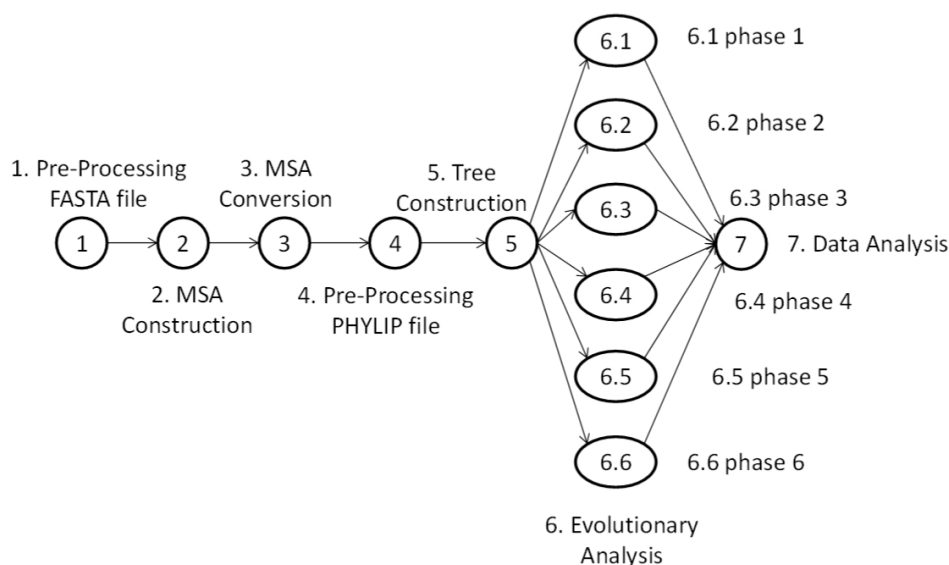 6.1
6.1 phase 1
6.2
6.2 phase 2
1. Pre-Processing
FASTA file
3. MSA
Conversion
5. Tree
Construction
6.3
6.3 phase 3
1
2
3
4
5
7
7. Data Analysis
2. MSA
Construction
4. Pre-Processing
PHYLIP file
6.4
6.4 phase 4
6.5
6.5 phase 5
6.6
6.6 phase 6
6. Evolutionary
Analysis